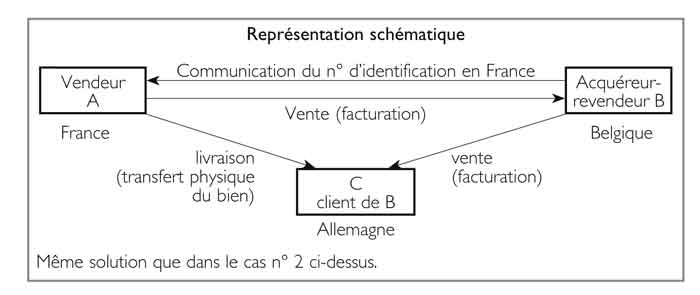 Représentation schématique
Communication du n° d'identification en France
Vendeur
A
Acquéreur-
revendeur B
Vente (facturation)
France
Belgique
livraison
(transfert physique
du bien)
vente
(facturation)
C
client de B
Allemagne
Même solution que dans le cas n° 2 ci-dessus.